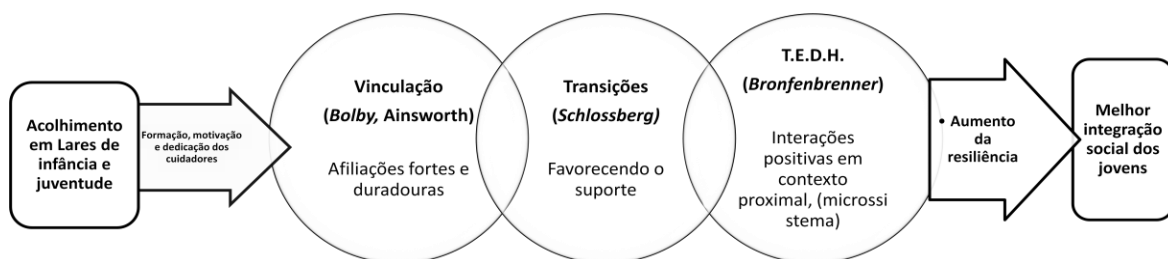 Acolhimento
em Lares de
infância e
juventude
Formação, motivação
e dedicação dos
cuidadores
Vinculação
(Bolby, Ainsworth)
Afiliações fortes e
duradouras
Transições
(Schlossberg)
Favorecendo o
suporte
T.E.D.H.
(Bronfenbrenner)
Interações
positivas em
contexto
proximal, (microssi
stema)
• Aumento
da
resiliência
Melhor
integração
social dos
jovens